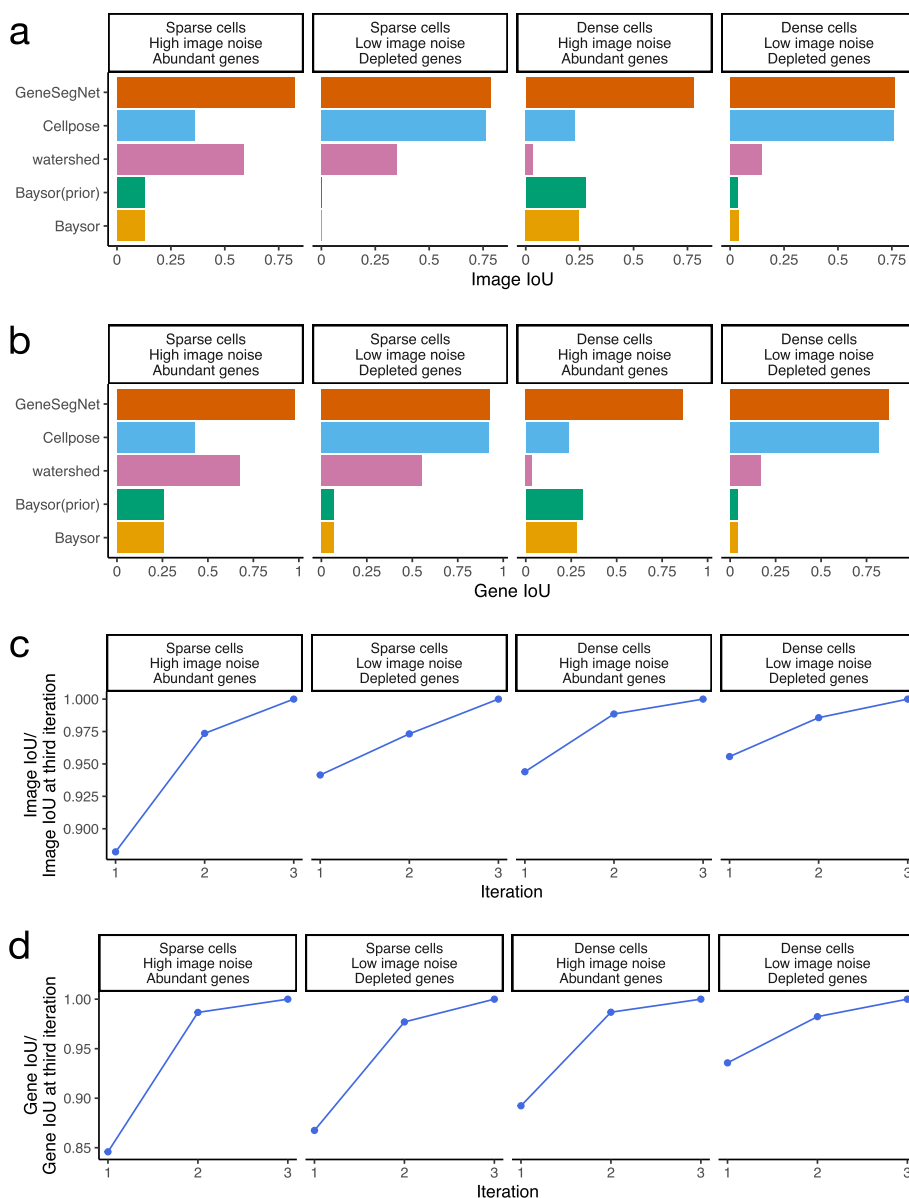 a
Sparse cells
High image noise
Abundant genes
Sparse cells
Low image noise
Depleted genes
Dense cells
High image noise
Abundant genes
Dense cells
Low image noise
Depleted genes
GeneSegNet
Cellpose
watershed
Baysor(prior)
Baysor
0 0.25 0.5 0.75 0 0.25 0.5 0.75 0 0.25 0.5 0.75 0 0.25 0.5 0.75
Image IoU
b
Sparse cells
High image noise
Abundant genes
Sparse cells
Low image noise
Depleted genes
Dense cells
High image noise
Abundant genes
Dense cells
Low image noise
Depleted genes
GeneSegNet
Cellpose
watershed
Baysor(prior)
Baysor
0 0.25 0.5 0.75 1 0 0.25 0.5 0.75 1 0 0.25 0.5 0.75 1 0 0.25 0.5 0.75
Gene IoU
c
Sparse cells
High image noise
Abundant genes
Sparse cells
Low image noise
Depleted genes
Dense cells
High image noise
Abundant genes
Dense cells
Low image noise
Depleted genes
Image IoU/
Image IoU at third iteration
1.000
0.975
0.950
0.925
0.900
1 2 3 1 2 3 1 2 3 1 2 3
Iteration
d
Sparse cells
High image noise
Abundant genes
Sparse cells
Low image noise
Depleted genes
Dense cells
High image noise
Abundant genes
Dense cells
Low image noise
Depleted genes
Gene IoU/
Gene IoU at third iteration
1.00
0.95
0.90
0.85
1 2 3 1 2 3 1 2 3 1 2 3
Iteration